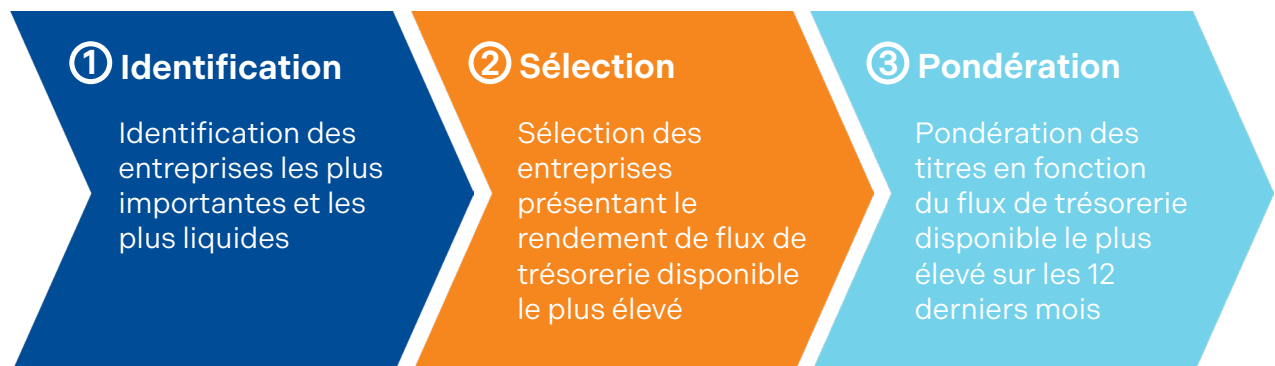 ① Identification
Identification des
entreprises les plus
importantes et les
plus liquides
② Sélection
Sélection des
entreprises
présentant le
rendement de flux de
trésorerie disponible
le plus élevé
③ Pondération
Pondération des
titres en fonction
du flux de trésorerie
disponible le plus
élevé sur les 12
derniers mois